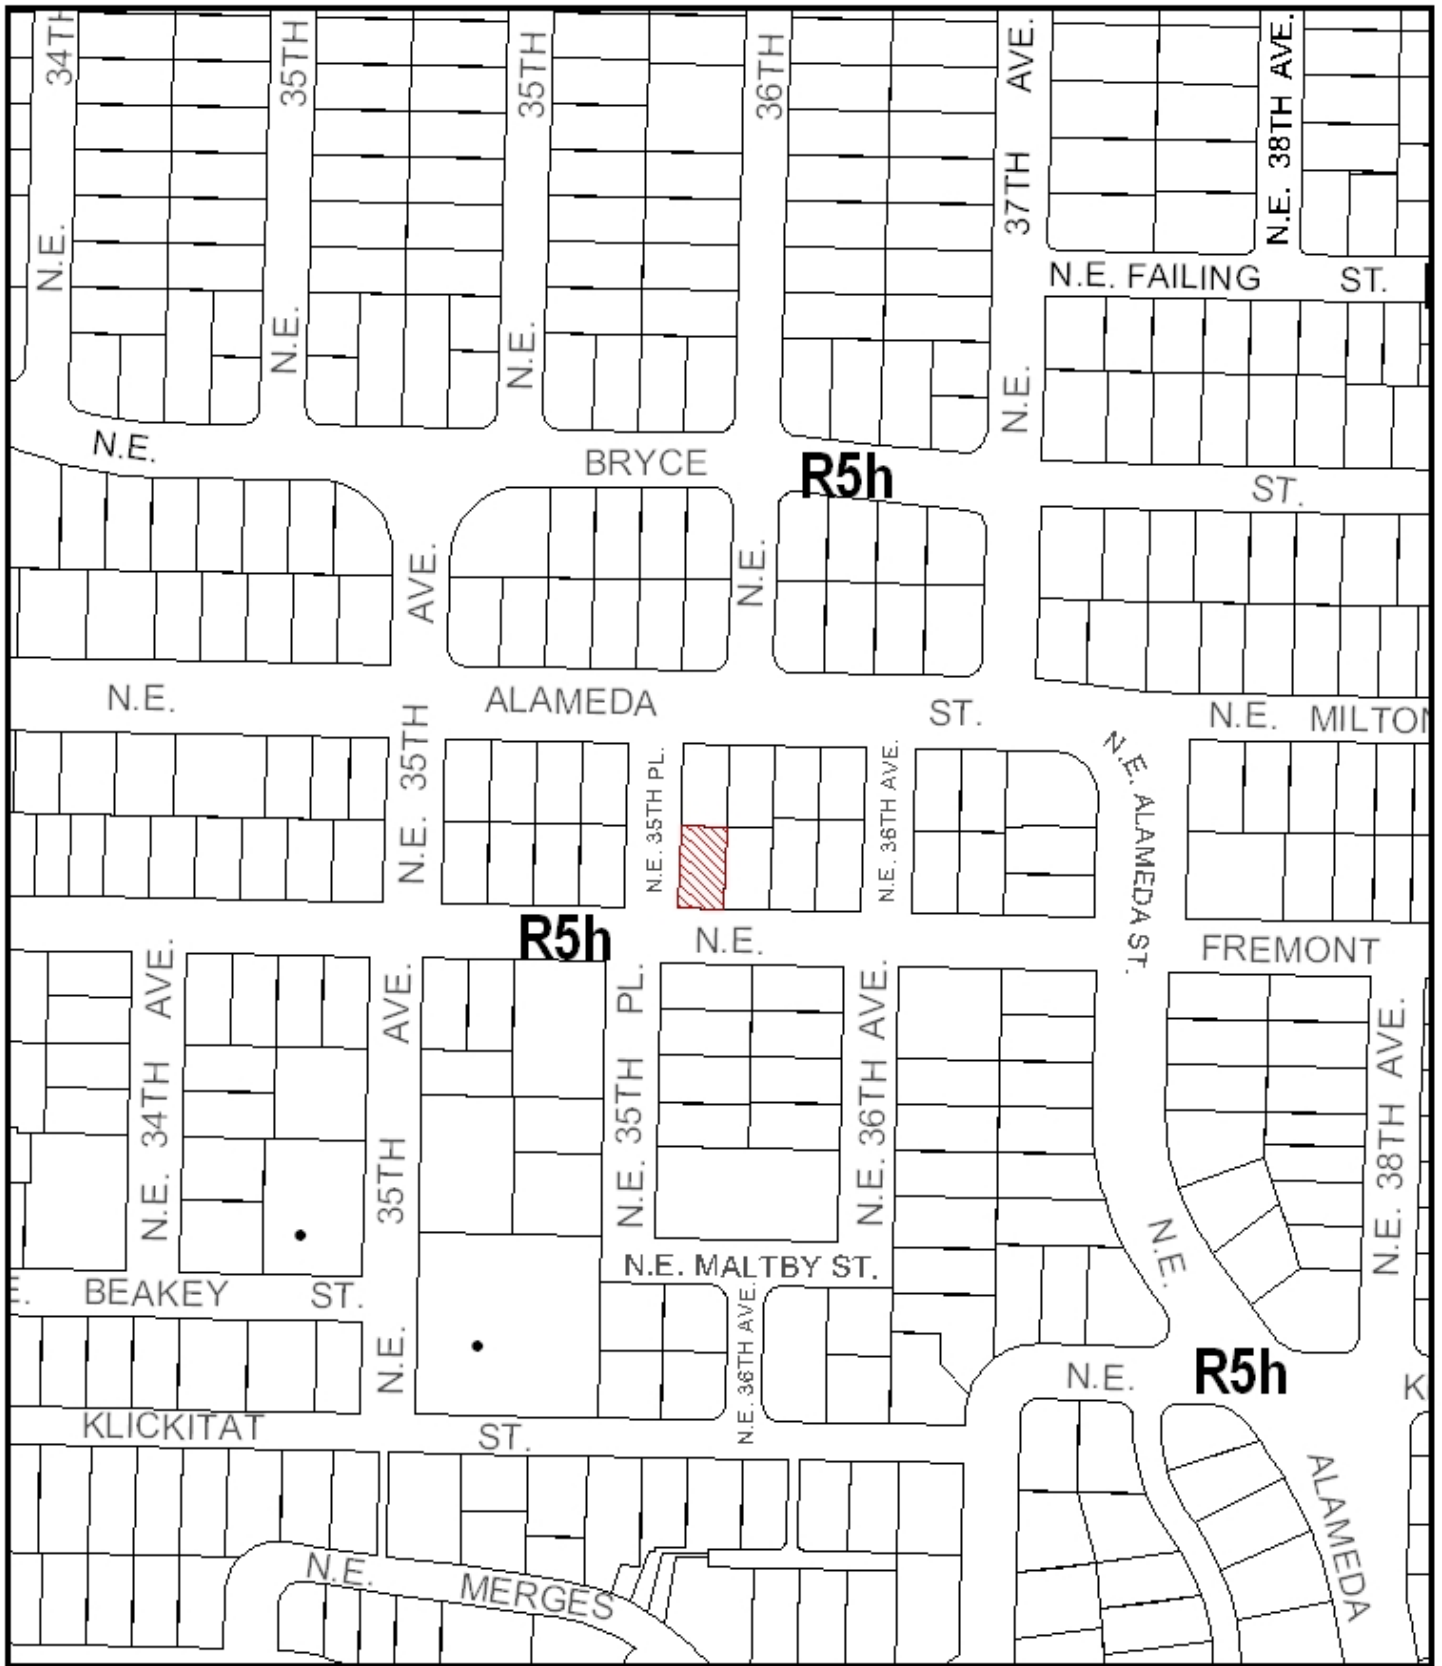 34TH
N.E.
35TH
N.E.
35TH
N.E.
36TH
N.E.
37TH AVE.
N.E.
N.E. 38TH AVE.
N.E. FAILING ST.
N.E. BRYCE ST.
R5h
AVE.
N.E. 35TH
N.E. ALAMEDA ST.
N.E. MILTON
N.E. 35TH PL.
N.E. 36TH AVE.
N.E. ALAMEDA ST.
R5h
N.E. FREMONT
N.E. 34TH AVE.
35TH AVE.
N.E.
N.E. 35TH PL.
N.E. 36TH AVE.
N.E. 38TH AVE.
N.E.
N.E. MALTBY ST.
E. BEAKEY ST.
N.E. 36TH AVE.
N.E.
R5h
K
KLICKITAT ST.
ALAMEDA
N.E. MERGES